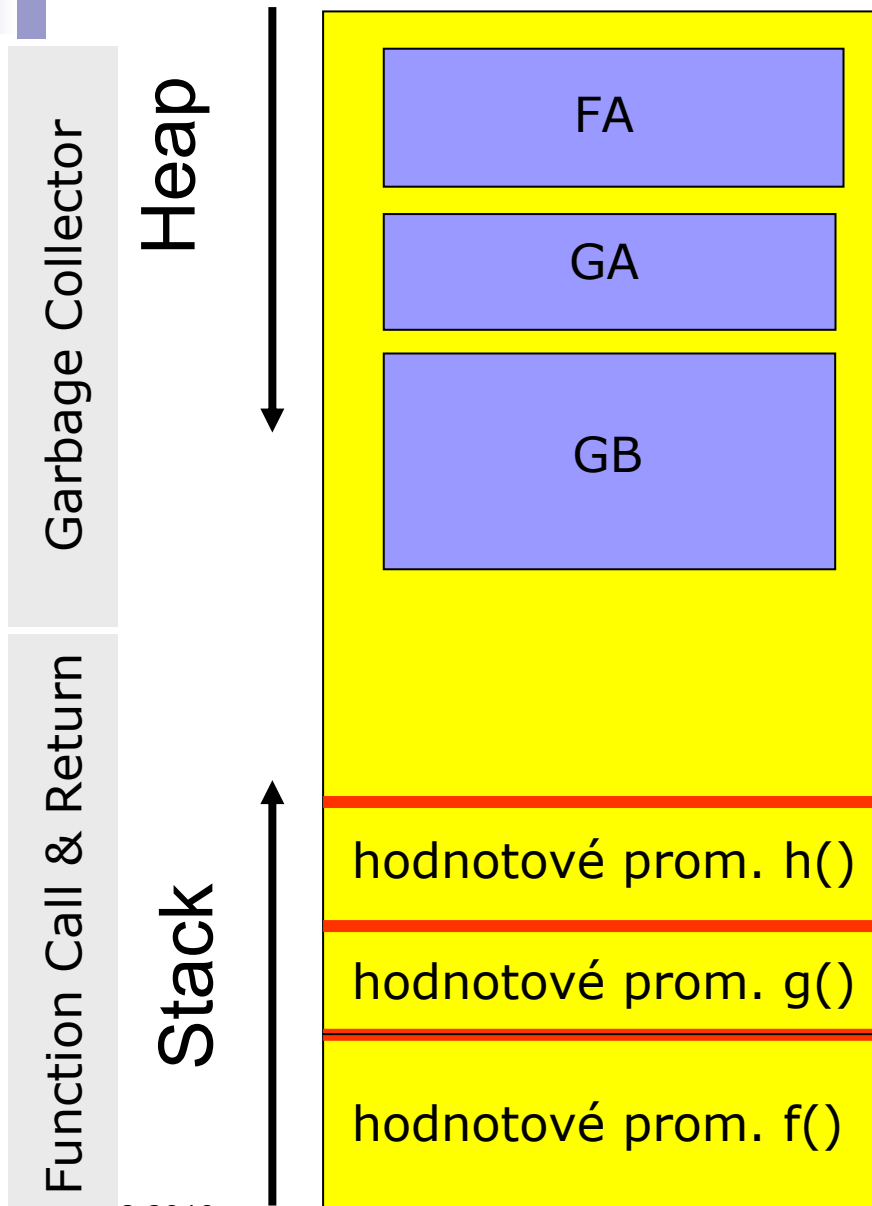 Garbage Collector
Heap
FA
GA
GB
Function Call & Return
Stack
hodnotové prom. h()
hodnotové prom. g()
hodnotové prom. f()